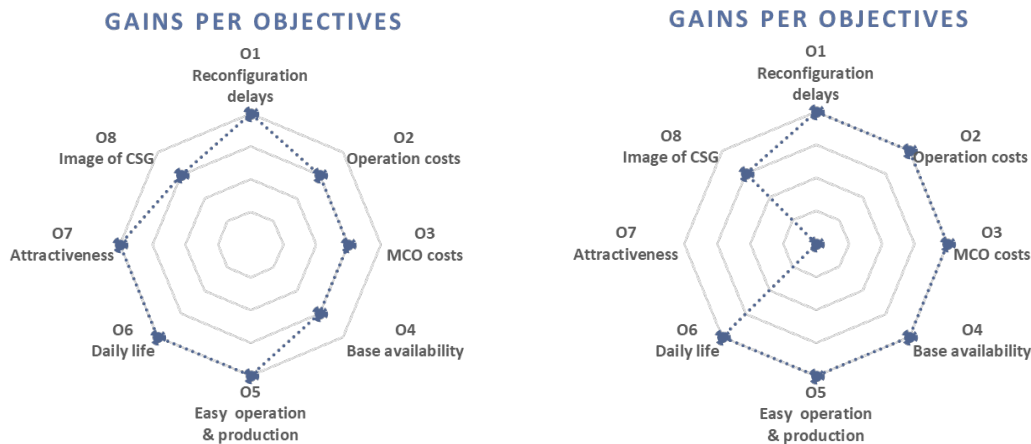 GAINS PER OBJECTIVES
O1
Reconfiguration
delays
O2
Operation costs
O3
MCO costs
O4
Base availability
O5
Easy operation
& production
O6
Daily life
O7
Attractiveness
O8
Image of CSG
GAINS PER OBJECTIVES
O1
Reconfiguration
delays
O2
Operation costs
O3
MCO costs
O4
Base availability
O5
Easy operation
& production
O6
Daily life
O7
Attractiveness
O8
Image of CSG